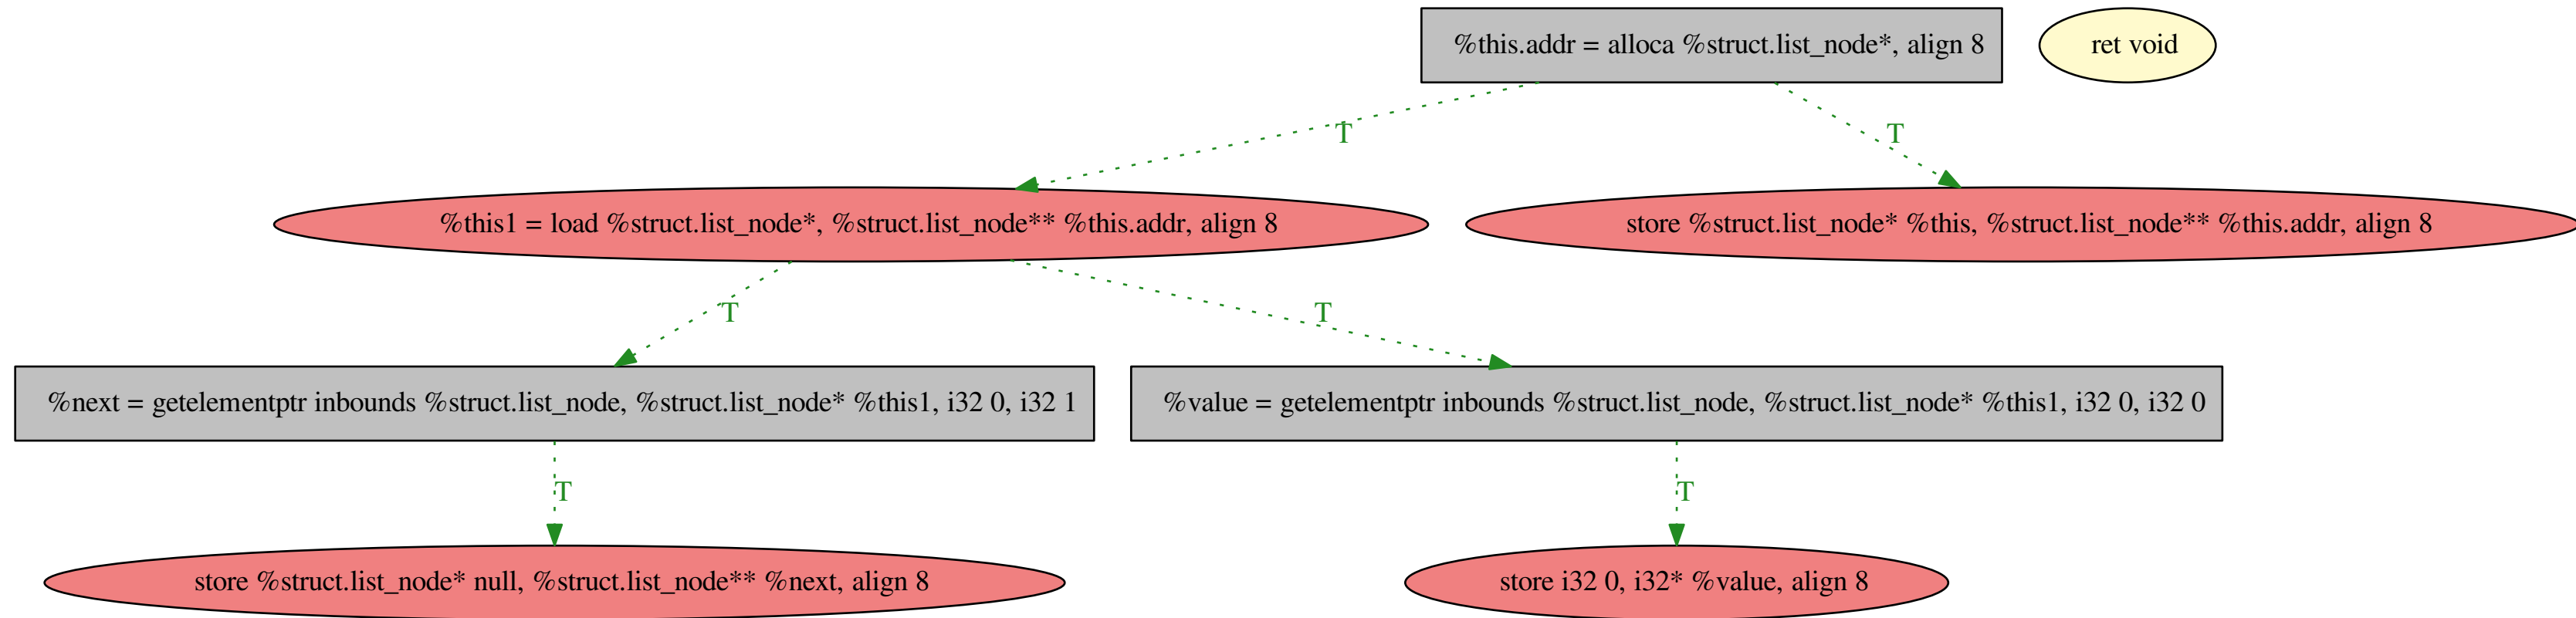 %this.addr = alloca %struct.list_node*, align 8
ret void
T
T
%this1 = load %struct.list_node*, %struct.list_node** %this.addr, align 8
store %struct.list_node* %this, %struct.list_node** %this.addr, align 8
T
T
%next = getelementptr inbounds %struct.list_node, %struct.list_node* %this1, i32 0, i32 1
%value = getelementptr inbounds %struct.list_node, %struct.list_node* %this1, i32 0, i32 0
T
T
store %struct.list_node* null, %struct.list_node** %next, align 8
store i32 0, i32* %value, align 8